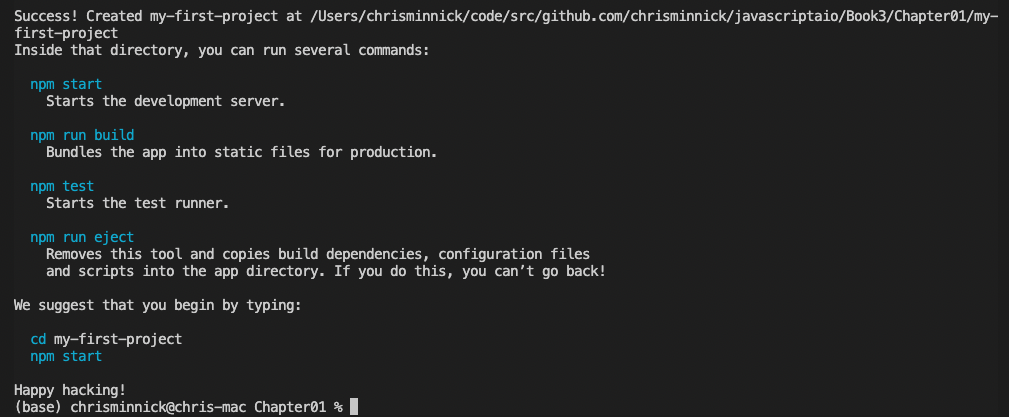 Success! Created my-first-project at /Users/chrisminnick/code/src/github.com/chrisminnick/javascriptaio/Book3/Chapter01/my-
first-project
Inside that directory, you can run several commands:
npm start
Starts the development server.
npm run build
Bundles the app into static files for production.
npm test
Starts the test runner.
npm run eject
Removes this tool and copies build dependencies, configuration files
and scripts into the app directory. If you do this, you can’t go back!
We suggest that you begin by typing:
cd my-first-project
npm start
Happy hacking!
(base) chrisminnick@chris-mac Chapter01 %